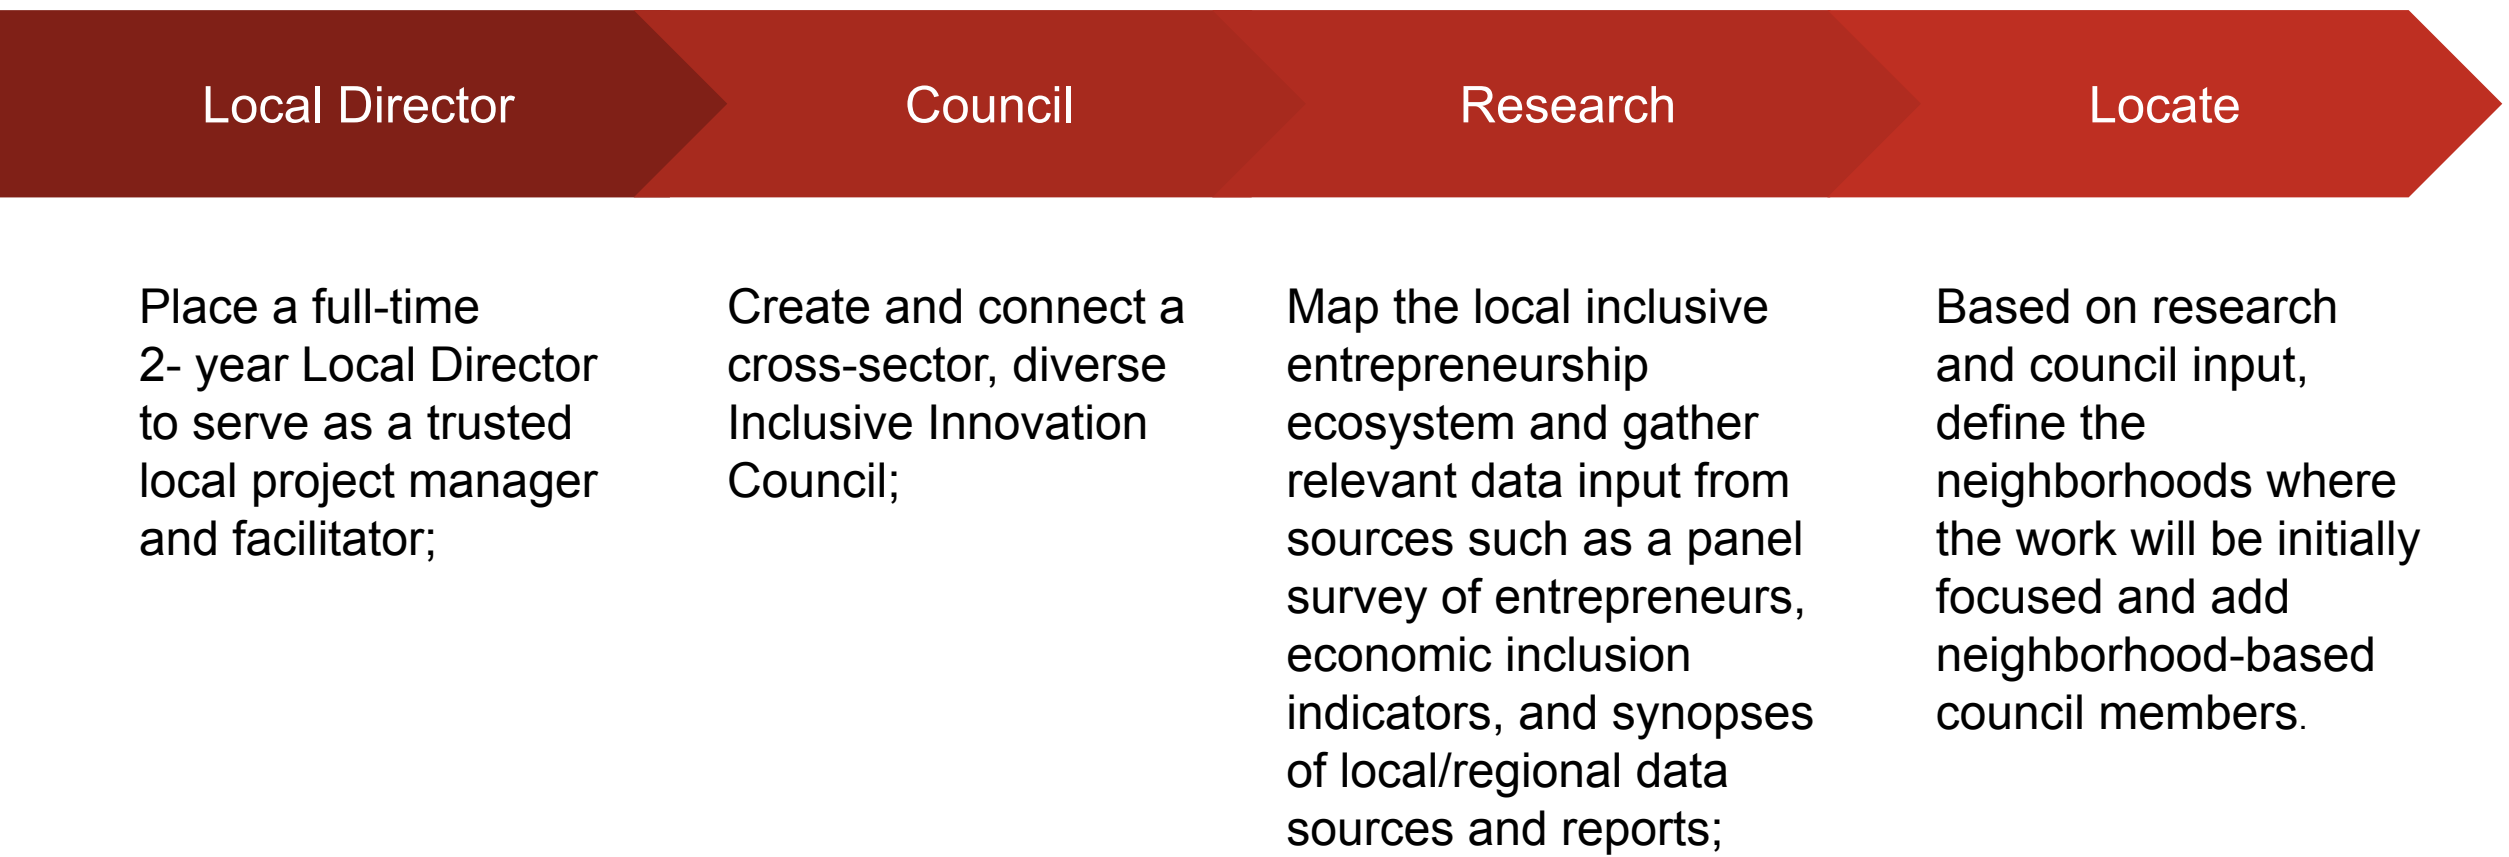 Local Director
Council
Research
Locate
Place a full-time
2- year Local Director
to serve as a trusted
local project manager
and facilitator;
Create and connect a
cross-sector, diverse
Inclusive Innovation
Council;
Map the local inclusive
entrepreneurship
ecosystem and gather
relevant data input from
sources such as a panel
survey of entrepreneurs,
economic inclusion
indicators, and synopses
of local/regional data
sources and reports;
Based on research
and council input,
define the
neighborhoods where
the work will be initially
focused and add
neighborhood-based
council members.